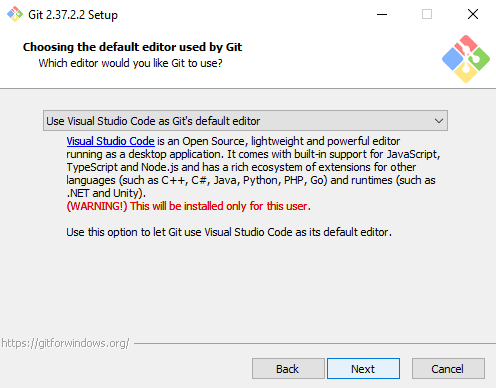 Git 2.37.2.2 Setup
Choosing the default editor used by Git
Which editor would you like Git to use?
Use Visual Studio Code as Git's default editor
Visual Studio Code is an Open Source, lightweight and powerful editor
running as a desktop application. It comes with built-in support for JavaScript,
TypeScript and Node.js and has a rich ecosystem of extensions for other
languages (such as C++, C#, Java, Python, PHP, Go) and runtimes (such as
.NET and Unity).
(WARNING!) This will be installed only for this user.
Use this option to let Git use Visual Studio Code as its default editor.
https://gitforwindows.org/
Back Next Cancel